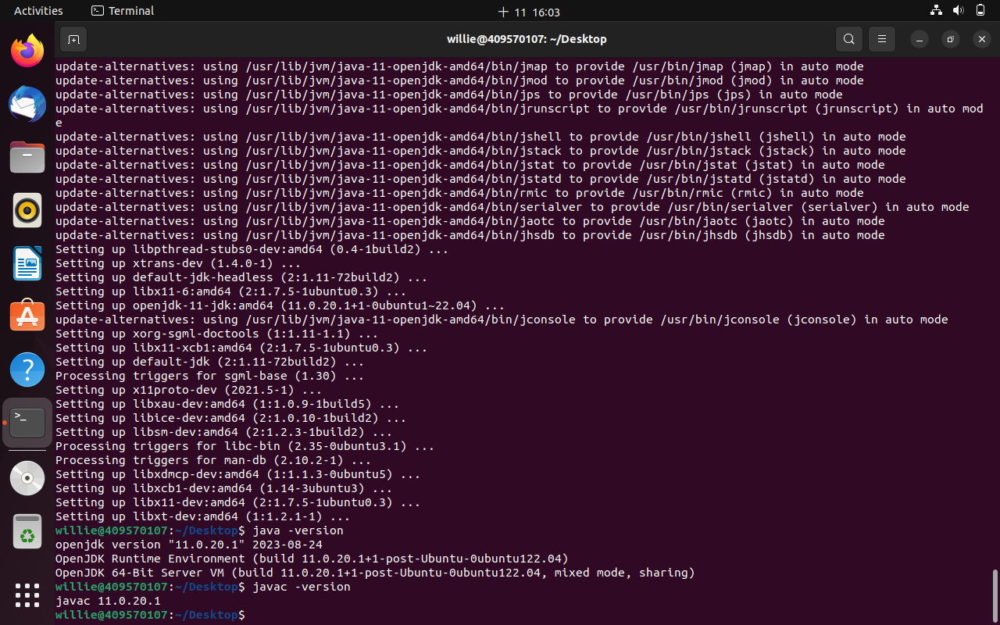 Activities
Terminal
十 11 16:03
willie@409570107: ~/Desktop
update-alternatives: using /usr/lib/jvm/java-11-openjdk-amd64/bin/jmap to provide /usr/bin/jmap (jmap) in auto mode
update-alternatives: using /usr/lib/jvm/java-11-openjdk-amd64/bin/jmod to provide /usr/bin/jmod (jmod) in auto mode
update-alternatives: using /usr/lib/jvm/java-11-openjdk-amd64/bin/jps to provide /usr/bin/jps (jps) in auto mode
update-alternatives: using /usr/lib/jvm/java-11-openjdk-amd64/bin/jrunscript to provide /usr/bin/jrunscript (jrunscript) in auto mod
e
update-alternatives: using /usr/lib/jvm/java-11-openjdk-amd64/bin/jshell to provide /usr/bin/jshell (jshell) in auto mode
update-alternatives: using /usr/lib/jvm/java-11-openjdk-amd64/bin/jstack to provide /usr/bin/jstack (jstack) in auto mode
update-alternatives: using /usr/lib/jvm/java-11-openjdk-amd64/bin/jstat to provide /usr/bin/jstat (jstat) in auto mode
update-alternatives: using /usr/lib/jvm/java-11-openjdk-amd64/bin/jstatd to provide /usr/bin/jstatd (jstatd) in auto mode
update-alternatives: using /usr/lib/jvm/java-11-openjdk-amd64/bin/rmic to provide /usr/bin/rmic (rmic) in auto mode
update-alternatives: using /usr/lib/jvm/java-11-openjdk-amd64/bin/serialver to provide /usr/bin/serialver (serialver) in auto mode
update-alternatives: using /usr/lib/jvm/java-11-openjdk-amd64/bin/jaotc to provide /usr/bin/jaotc (jaotc) in auto mode
update-alternatives: using /usr/lib/jvm/java-11-openjdk-amd64/bin/jhsdb to provide /usr/bin/jhsdb (jhsdb) in auto mode
Setting up libpthread-stubs0-dev:amd64 (0.4-1build2) ...
Setting up xtrans-dev (1.4.0-1) ...
Setting up default-jdk-headless (2:1.11-72build2) ...
Setting up libx11-6:amd64 (2:1.7.5-1ubuntu0.3) ...
Setting up openjdk-11-jdk:amd64 (11.0.20.1+1-0ubuntu1~22.04) ...
update-alternatives: using /usr/lib/jvm/java-11-openjdk-amd64/bin/jconsole to provide /usr/bin/jconsole (jconsole) in auto mode
Setting up xorg-sgml-doctools (1:1.11-1.1) ...
Setting up libx11-xcb1:amd64 (2:1.7.5-1ubuntu0.3) ...
Setting up default-jdk (2:1.11-72build2) ...
Processing triggers for sgml-base (1.30) ...
Setting up x11proto-dev (2021.5-1) ...
Setting up libxau-dev:amd64 (1:1.0.9-1build5) ...
Setting up libice-dev:amd64 (2:1.0.10-1build2) ...
Setting up libsm-dev:amd64 (2:1.2.3-1build2) ...
Processing triggers for libc-bin (2.35-0ubuntu3.1) ...
Processing triggers for man-db (2.10.2-1) ...
Setting up libxdmcp-dev:amd64 (1:1.1.3-0ubuntu5) ...
Setting up libxcb1-dev:amd64 (1.14-3ubuntu3) ...
Setting up libx11-dev:amd64 (2:1.7.5-1ubuntu0.3) ...
Setting up libxt-dev:amd64 (1:1.2.1-1) ...
willie@409570107:~/Desktop$ java -version
openjdk version "11.0.20.1" 2023-08-24
OpenJDK Runtime Environment (build 11.0.20.1+1-post-Ubuntu-0ubuntu122.04)
OpenJDK 64-Bit Server VM (build 11.0.20.1+1-post-Ubuntu-0ubuntu122.04, mixed mode, sharing)
willie@409570107:~/Desktop$ javac -version
javac 11.0.20.1
willie@409570107:~/Desktop$